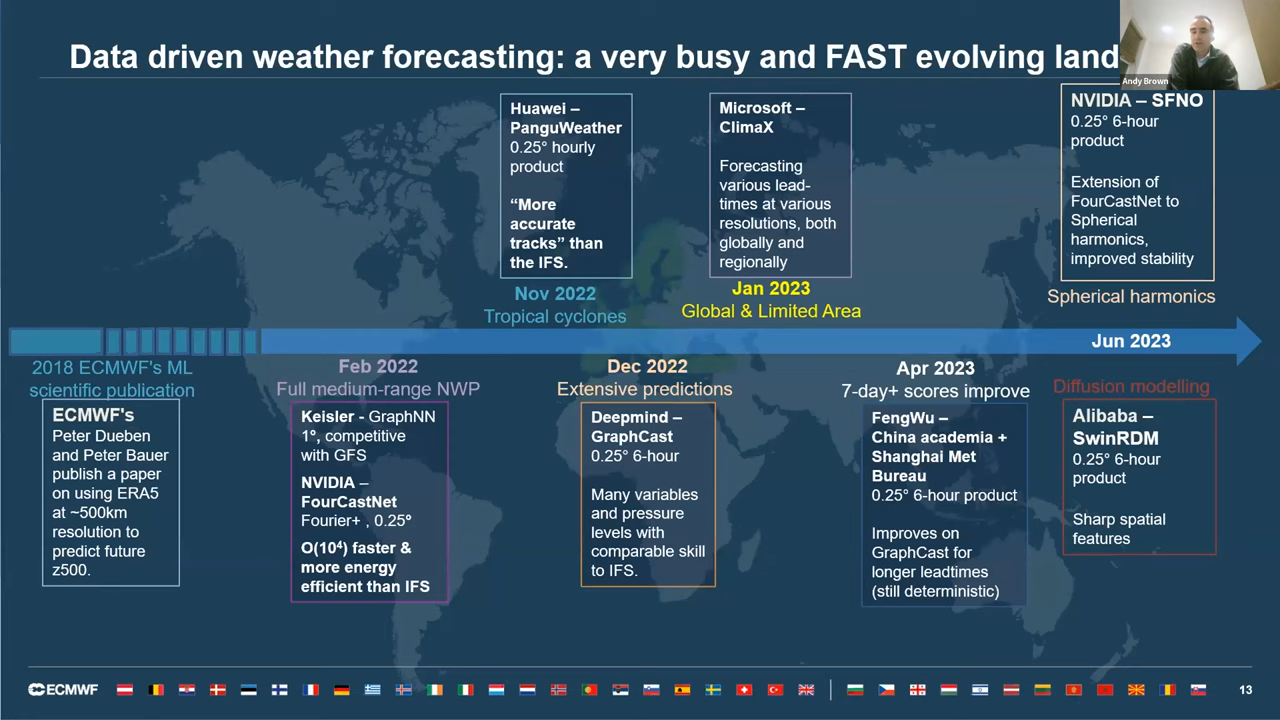 Data driven weather forecasting: a very busy and FAST evolving land
Andy Brown
Huawei –
PanguWeather
0.25° hourly
product
“More
accurate
tracks” than
the IFS.
Nov 2022
Tropical cyclones
Microsoft –
ClimaX
Forecasting
various lead-
times at various
resolutions, both
globally and
regionally
Jan 2023
Global & Limited Area
NVIDIA – SFNO
0.25° 6-hour
product
Extension of
FourCastNet to
Spherical
harmonics,
improved stability
Spherical harmonics
Jun 2023
2018 ECMWF's ML
scientific publication
ECMWF's
Peter Dueben
and Peter Bauer
publish a paper
on using ERA5
at ~500km
resolution to
predict future
z500.
Feb 2022
Full medium-range NWP
Keisler - GraphNN
1°, competitive
with GFS
NVIDIA –
FourCastNet
Fourier+ , 0.25°
O(10⁴) faster &
more energy
efficient than IFS
Dec 2022
Extensive predictions
Deepmind –
GraphCast
0.25° 6-hour
Many variables
and pressure
levels with
comparable skill
to IFS.
Apr 2023
7-day+ scores improve
FengWu –
China academia +
Shanghai Met
Bureau
0.25° 6-hour product
Improves on
GraphCast for
longer leadtimes
(still deterministic)
Diffusion modelling
Alibaba –
SwinRDM
0.25° 6-hour
product
Sharp spatial
features
ECMWF
13